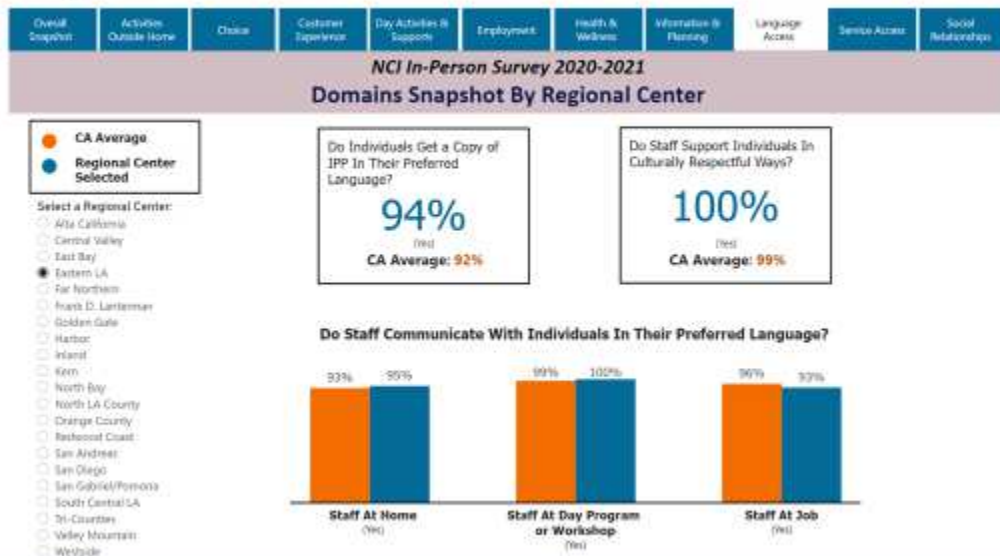 Overall
Snapshot
Activities
Outside Home
Choice
Customer
Experience
Day Activities &
Supports
Employment
Health &
Wellness
Information &
Planning
Language
Access
Service Access
Social
Relationships
NCI In-Person Survey 2020-2021
Domains Snapshot By Regional Center
CA Average
Regional Center
Selected
Select a Regional Center:
Alta California
Central Valley
East Bay
Eastern LA
Far Northern
Frank D. Lanterman
Golden Gate
Harbor
Inland
Kern
North Bay
North LA County
Orange County
Redwood Coast
San Andreas
San Diego
San Gabriel/Pomona
South Central LA
Tri-Counties
Valley Mountain
Westside
Do Individuals Get a Copy of
IPP In Their Preferred
Language?
94%
(Yes)
CA Average: 92%
Do Staff Support Individuals In
Culturally Respectful Ways?
100%
(Yes)
CA Average: 99%
Do Staff Communicate With Individuals In Their Preferred Language?
93% 95%
99% 100%
96% 93%
Staff At Home
(Yes)
Staff At Day Program
or Workshop
(Yes)
Staff At Job
(Yes)